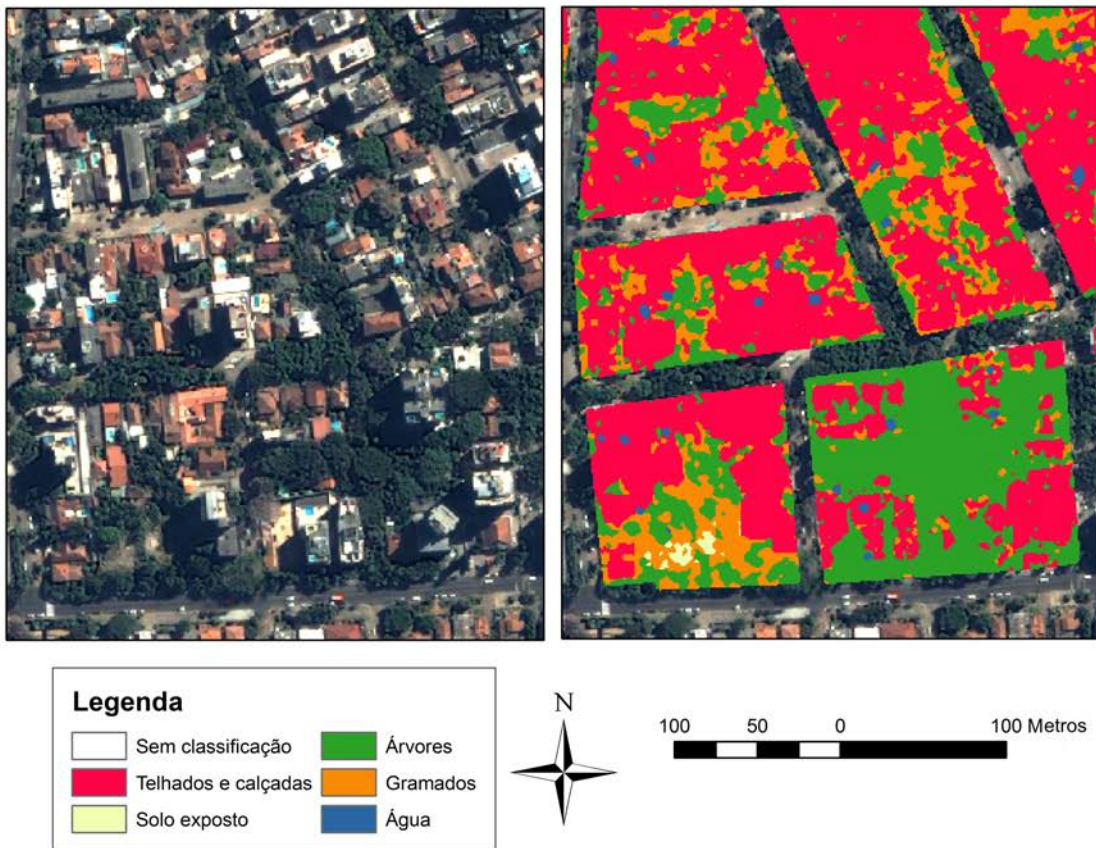 Legenda
Sem classificação
Telhados e calçadas
Solo exposto
Árvores
Gramados
Água
N
100 50 0 100 Metros